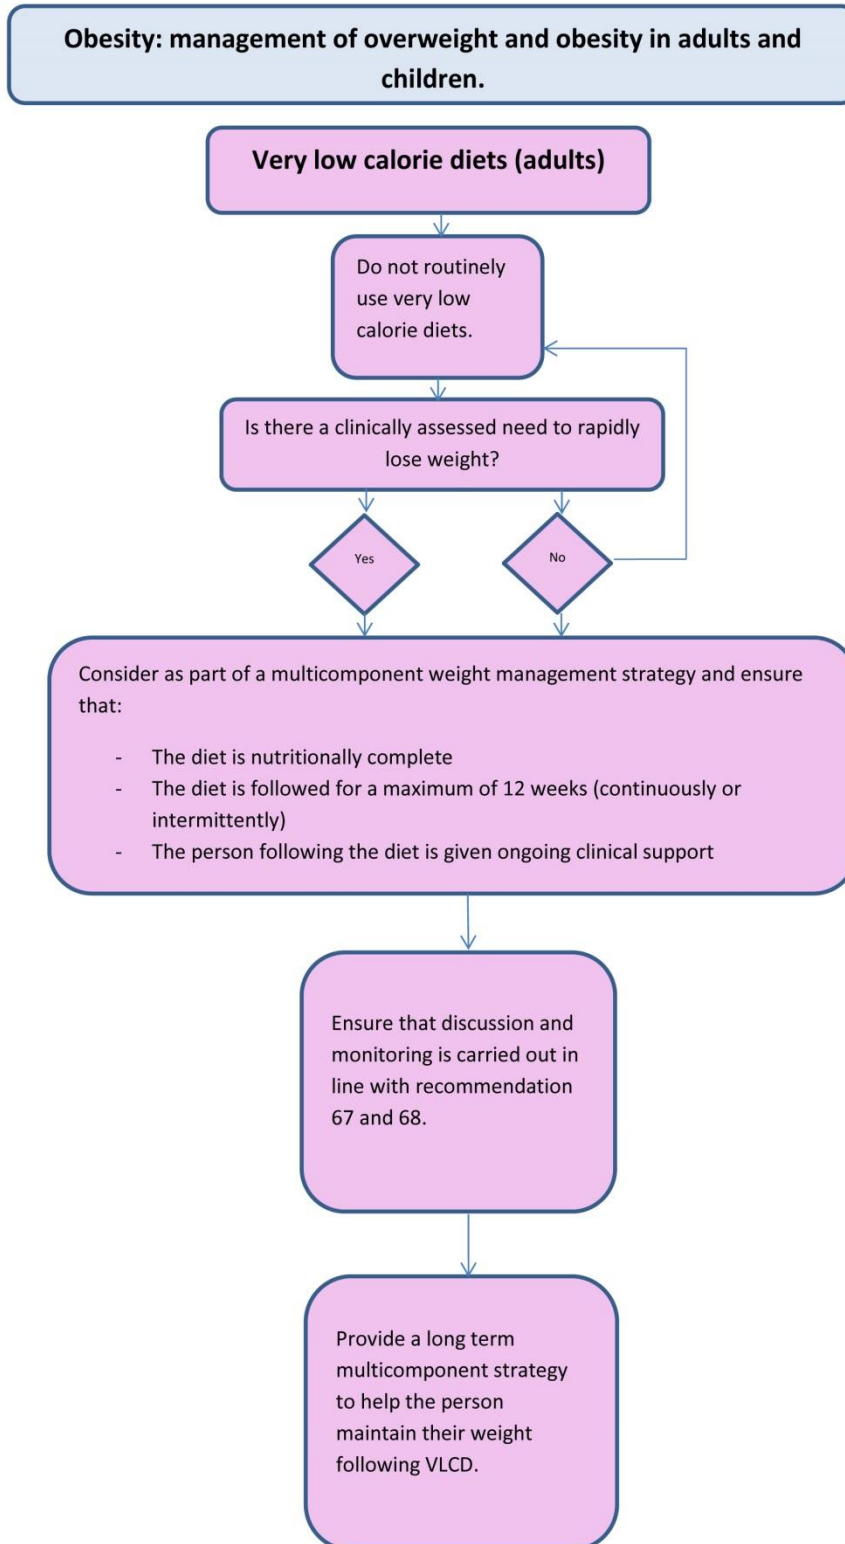 Obesity: management of overweight and obesity in adults and
children.
Very low calorie diets (adults)
Do not routinely
use very low
calorie diets.
Is there a clinically assessed need to rapidly
lose weight?
Yes
No
Consider as part of a multicomponent weight management strategy and ensure
that:
- The diet is nutritionally complete
- The diet is followed for a maximum of 12 weeks (continuously or
intermittently)
- The person following the diet is given ongoing clinical support
Ensure that discussion and
monitoring is carried out in
line with recommendation
67 and 68.
Provide a long term
multicomponent strategy
to help the person
maintain their weight
following VLCD.